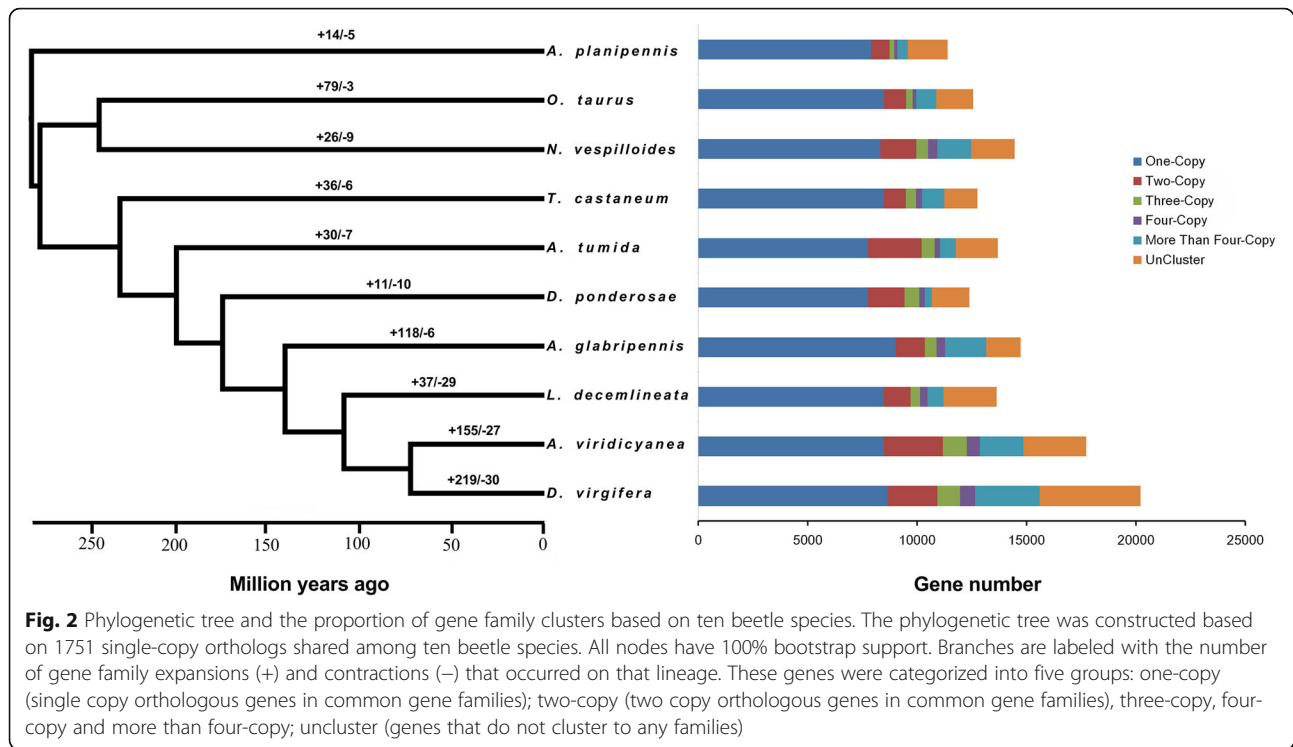 +14/-5
A. planipennis
+79/-3
O. taurus
+26/-9
N. vespilloides
+36/-6
T. castaneum
+30/-7
A. tumida
+11/-10
D. ponderosae
+118/-6
A. glabripennis
+37/-29
L. decemlineata
+155/-27
A. viridicyanea
+219/-30
D. virgifera
250 200 150 100 50 0
Million years ago
One-Copy
Two-Copy
Three-Copy
Four-Copy
More Than Four-Copy
UnCluster
0 5000 10000 15000 20000 25000
Gene number
Fig. 2 Phylogenetic tree and the proportion of gene family clusters based on ten beetle species. The phylogenetic tree was constructed based
on 1751 single-copy orthologs shared among ten beetle species. All nodes have 100% bootstrap support. Branches are labeled with the number
of gene family expansions (+) and contractions (−) that occurred on that lineage. These genes were categorized into five groups: one-copy
(single copy orthologous genes in common gene families); two-copy (two copy orthologous genes in common gene families), three-copy, four-
copy and more than four-copy; uncluster (genes that do not cluster to any families)